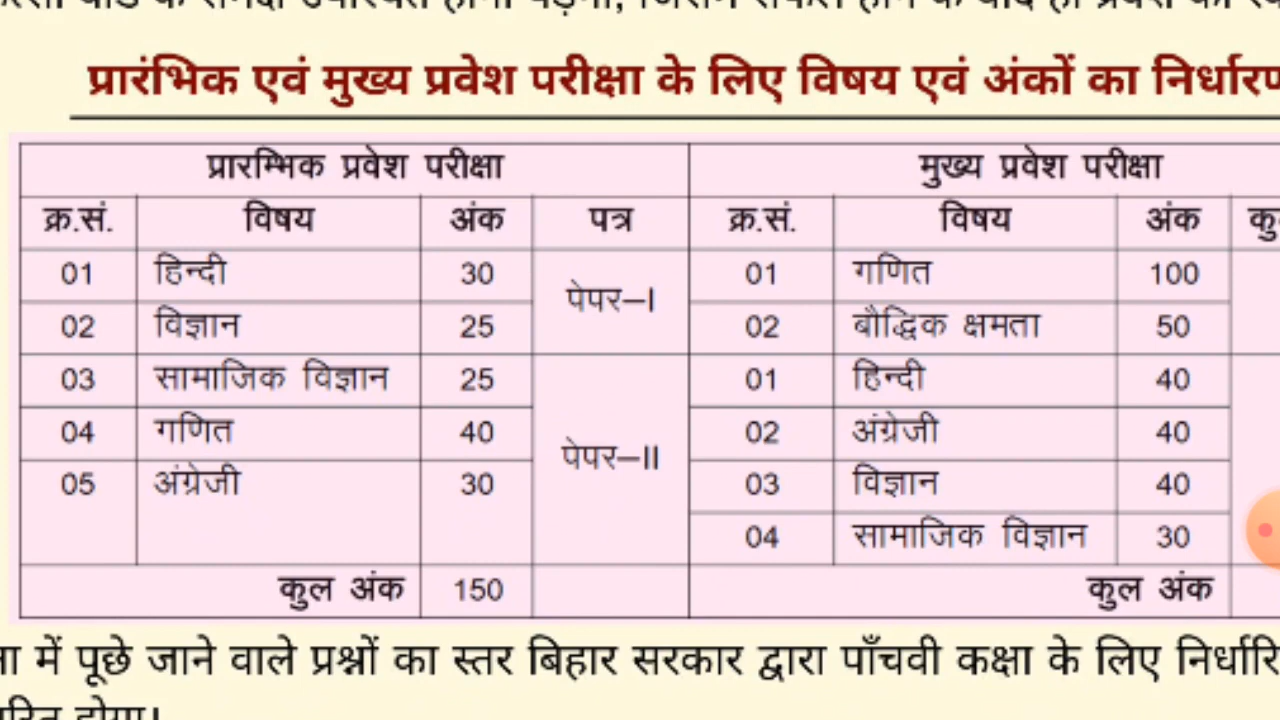 प्रारंभिक एवं मुख्य प्रवेश परीक्षा के लिए विषय एवं अंकों का निर्धारण
प्रारम्भिक प्रवेश परीक्षा मुख्य प्रवेश परीक्षा
क्र.सं. विषय अंक पत्र क्र.सं. विषय अंक
01 हिन्दी 30 पेपर–I 01 गणित 100
02 विज्ञान 25 02 बौद्धिक क्षमता 50
03 सामाजिक विज्ञान 25 पेपर–II 01 हिन्दी 40
04 गणित 40 02 अंग्रेजी 40
05 अंग्रेजी 30 03 विज्ञान 40
04 सामाजिक विज्ञान 30
कुल अंक 150 कुल अंक
में पूछे जाने वाले प्रश्नों का स्तर बिहार सरकार द्वारा पाँचवी कक्षा के लिए
होगा।